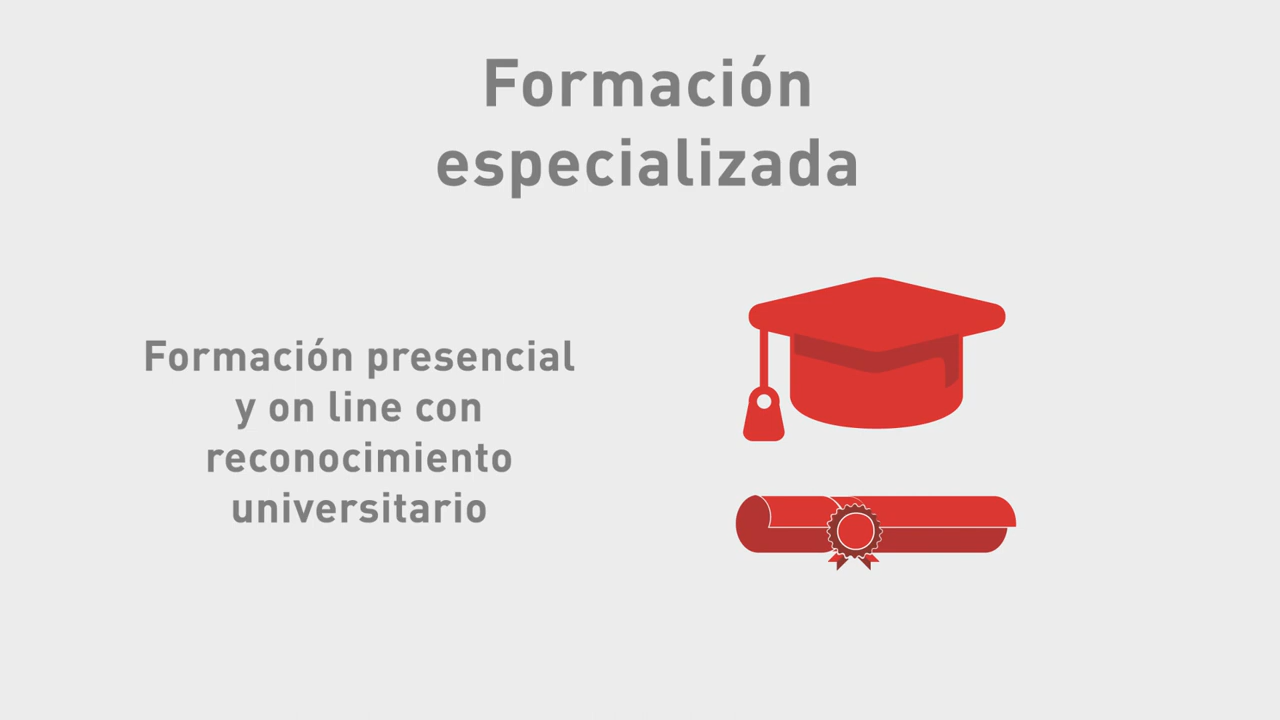 Formación
especializada
Formación presencial
y on line con
reconocimiento
universitario